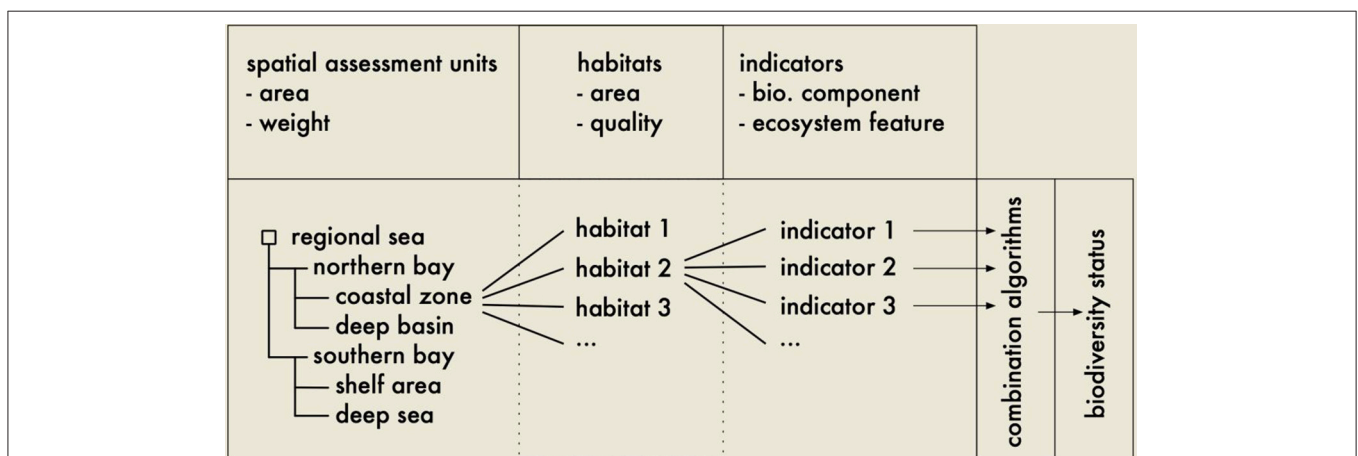 spatial assessment units
- area
- weight
habitats
- area
- quality
indicators
- bio. component
- ecosystem feature
regional sea
northern bay
coastal zone
deep basin
southern bay
shelf area
deep sea
habitat 1
habitat 2
habitat 3
...
indicator 1
indicator 2
indicator 3
...
combination algorithms
biodiversity status